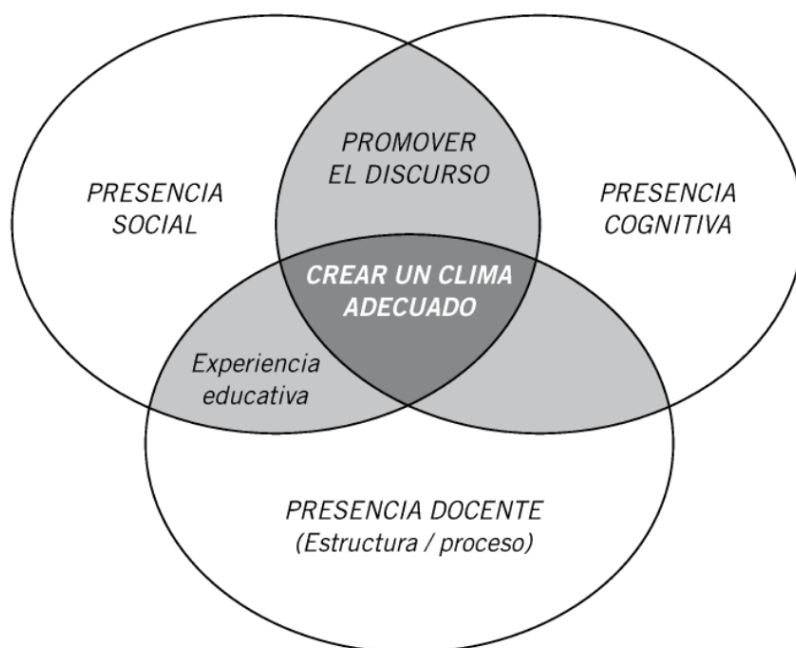 PROMOVER
EL DISCURSO
PRESENCIA
SOCIAL
PRESENCIA
COGNITIVA
CREAR UN CLIMA
ADECUADO
Experiencia
educativa
PRESENCIA DOCENTE
(Estructura / proceso)